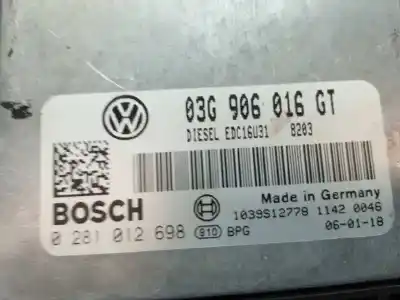 03G 906 016 GT
DIESEL EDC16U31 8203
BOSCH
Made in Germany
1039S12778 1142 0046
0 281 012 698 910 BPG 06-01-18